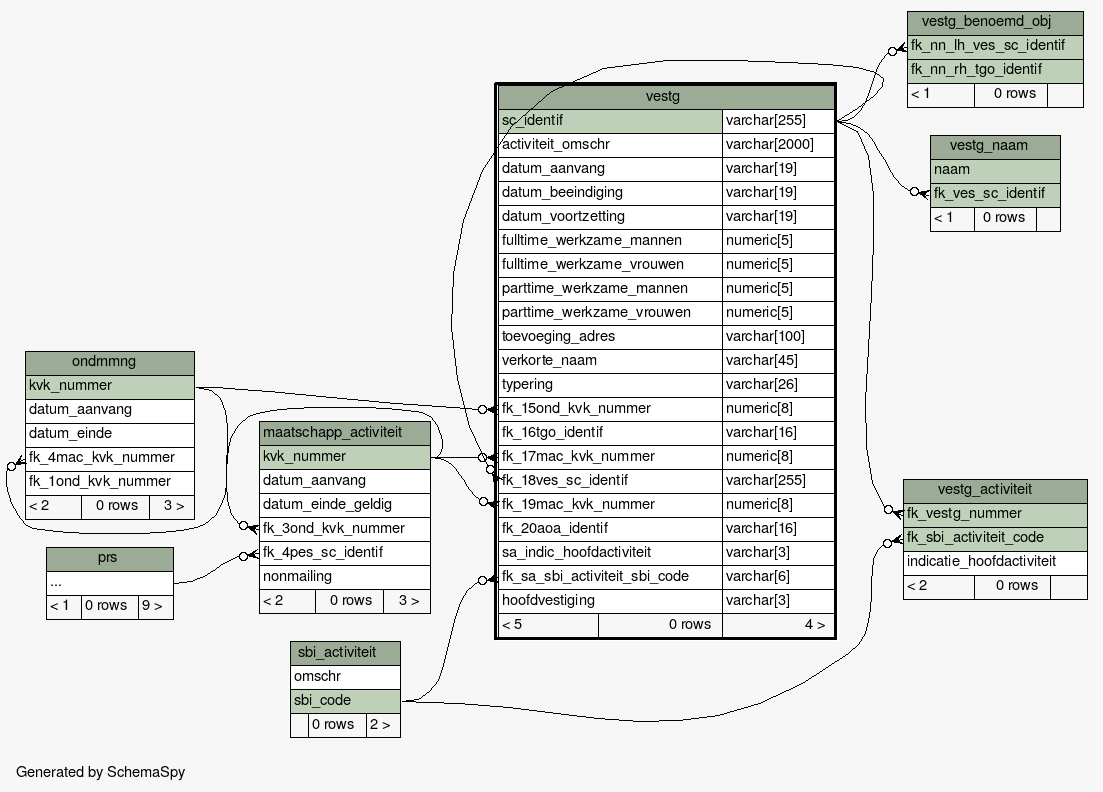 vestg_benoemd_obj
fk_nn_lh_ves_sc_identif
fk_nn_rh_tgo_identif
< 1 0 rows
vestg
sc_identif varchar[255]
activiteit_omschr varchar[2000]
datum_aanvang varchar[19]
datum_beeindiging varchar[19]
datum_voortzetting varchar[19]
fulltime_werkzame_mannen numeric[5]
fulltime_werkzame_vrouwen numeric[5]
parttime_werkzame_mannen numeric[5]
parttime_werkzame_vrouwen numeric[5]
toevoeging_adres varchar[100]
verkorte_naam varchar[45]
typering varchar[26]
fk_15ond_kvk_nummer numeric[8]
fk_16tgo_identif varchar[16]
fk_17mac_kvk_nummer numeric[8]
fk_18ves_sc_identif varchar[255]
fk_19mac_kvk_nummer numeric[8]
fk_20aoa_identif varchar[16]
sa_indic_hoofdactiviteit varchar[3]
fk_sa_sbi_activiteit_sbi_code varchar[6]
hoofdvestiging varchar[3]
< 5 0 rows 4 >
vestg_naam
naam
fk_ves_sc_identif
< 1 0 rows
ondmmng
kvk_nummer
datum_aanvang
datum_einde
fk_4mac_kvk_nummer
fk_1ond_kvk_nummer
< 2 0 rows 3 >
maatschapp_activiteit
kvk_nummer
datum_aanvang
datum_einde_geldig
fk_3ond_kvk_nummer
fk_4pes_sc_identif
nonmailing
< 2 0 rows 3 >
vestg_activiteit
fk_vestg_nummer
fk_sbi_activiteit_code
indicatie_hoofdactiviteit
< 2 0 rows
prs
...
< 1 0 rows 9 >
sbi_activiteit
omschr
sbi_code
0 rows 2 >
Generated by SchemaSpy